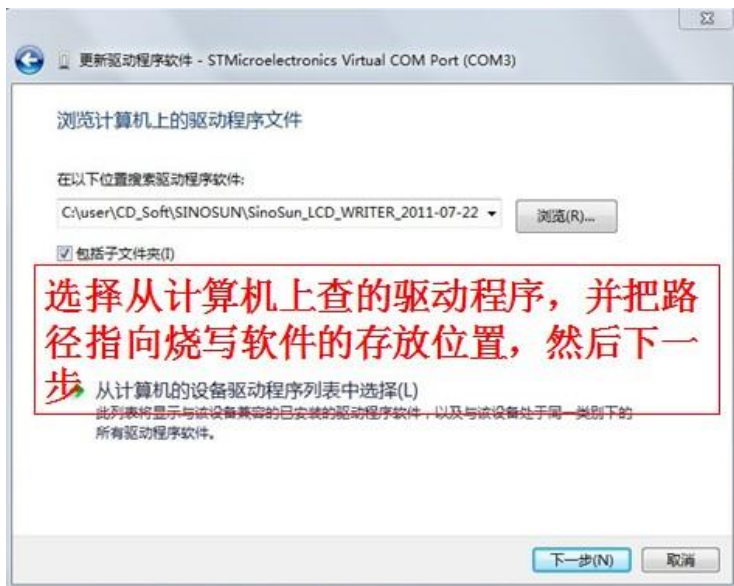 更新驱动程序软件 - STMicroelectronics Virtual COM Port (COM3)
浏览计算机上的驱动程序文件
在以下位置搜索驱动程序软件:
C:\user\CD_Soft\SINOSUN\SinoSun_LCD_WRITER_2011-07-22
浏览(R)...
包括子文件夹(I)
选择从计算机上查的驱动程序，并把路
径指向烧写软件的存放位置，然后下一
步
从计算机的设备驱动程序列表中选择(L)
此列表将显示与该设备兼容的已安装的驱动程序软件，以及与该设备处于同一类别下的
所有驱动程序软件。
下一步(N)
取消